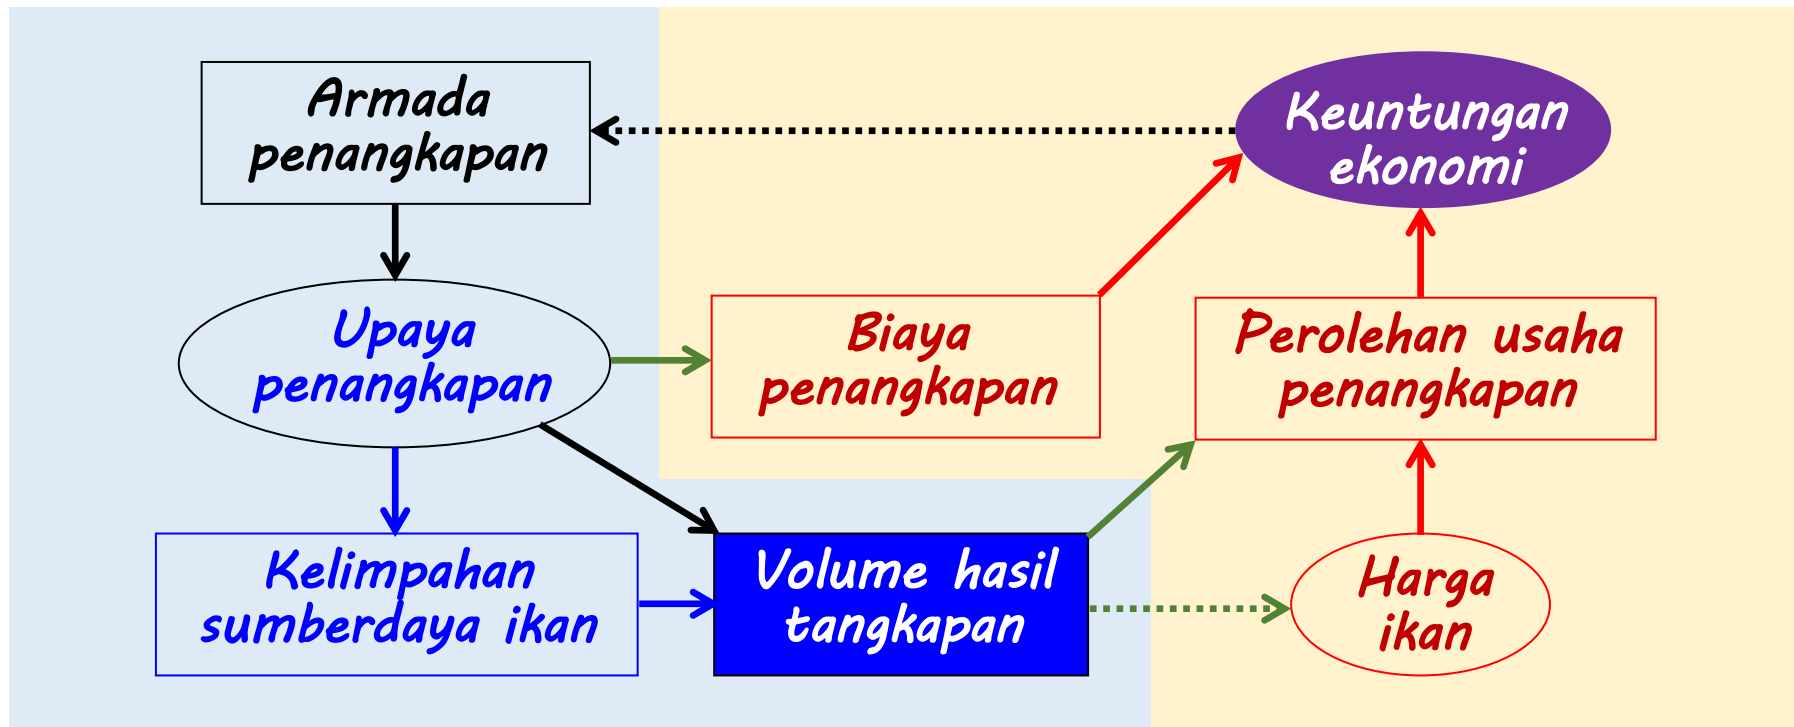 Armada
penangkapan
Keuntungan
ekonomi
Upaya
penangkapan
Biaya
penangkapan
Perolehan usaha
penangkapan
Kelimpahan
sumberdaya ikan
Volume hasil
tangkapan
Harga
ikan